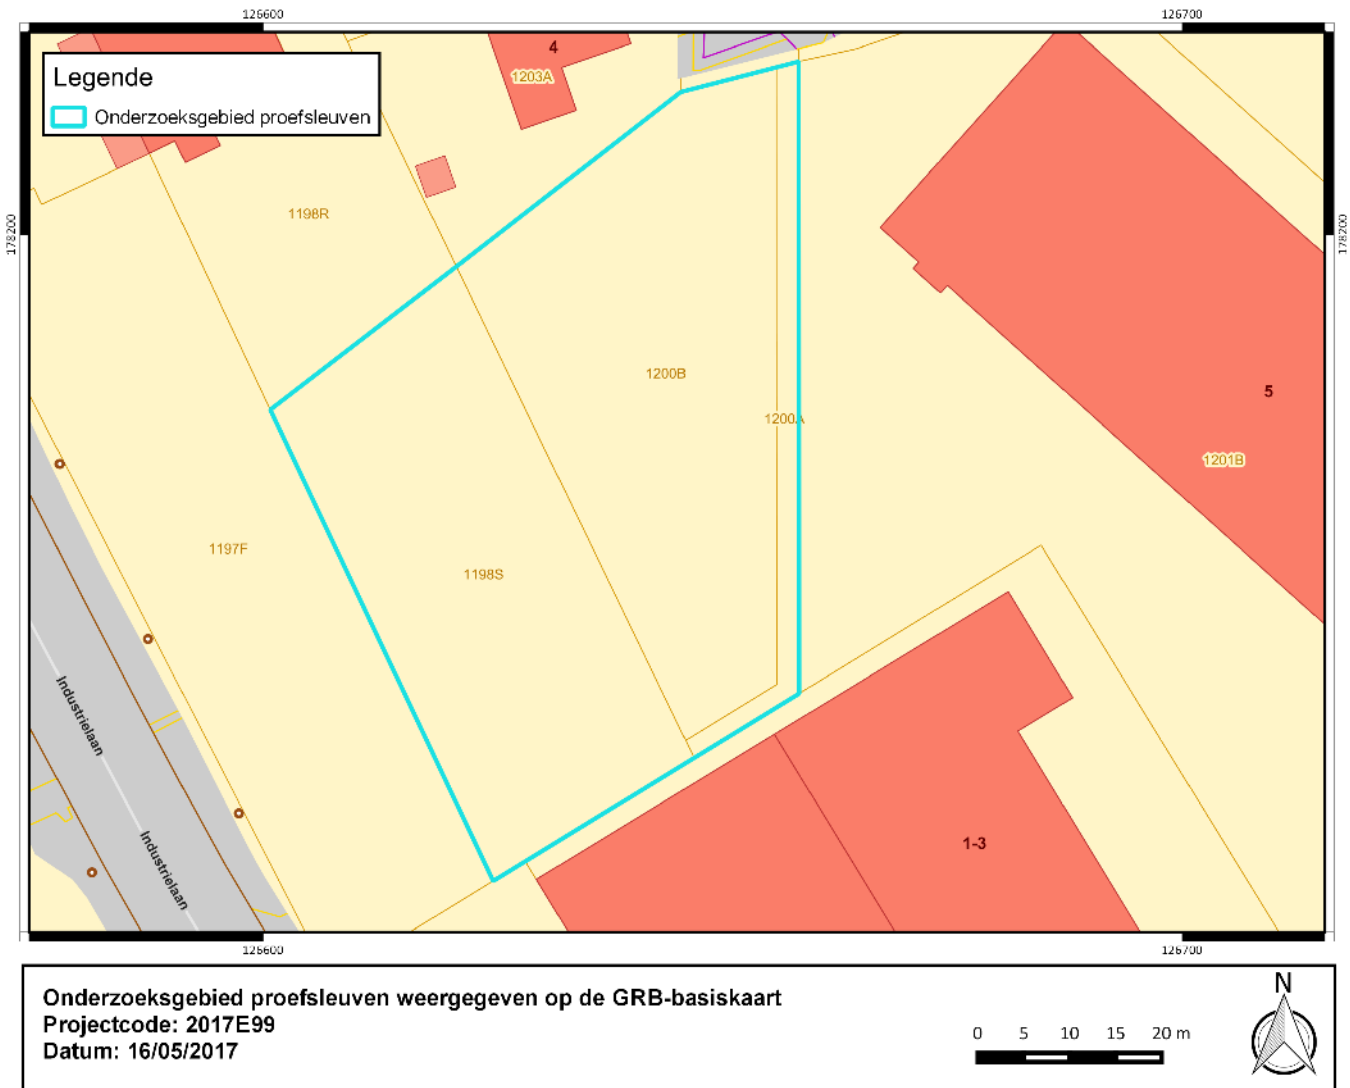 126600
126700
Legende
Onderzoeksgebied proefsleuven
4
1203A
1198R
178200
178200
1200B
1200A
5
1201B
1197F
1198S
Industrielaan
Industrielaan
1-3
126600
126700
Onderzoeksgebied proefsleuven weergegeven op de GRB-basiskaart
Projectcode: 2017E99
Datum: 16/05/2017
0 5 10 15 20 m
N